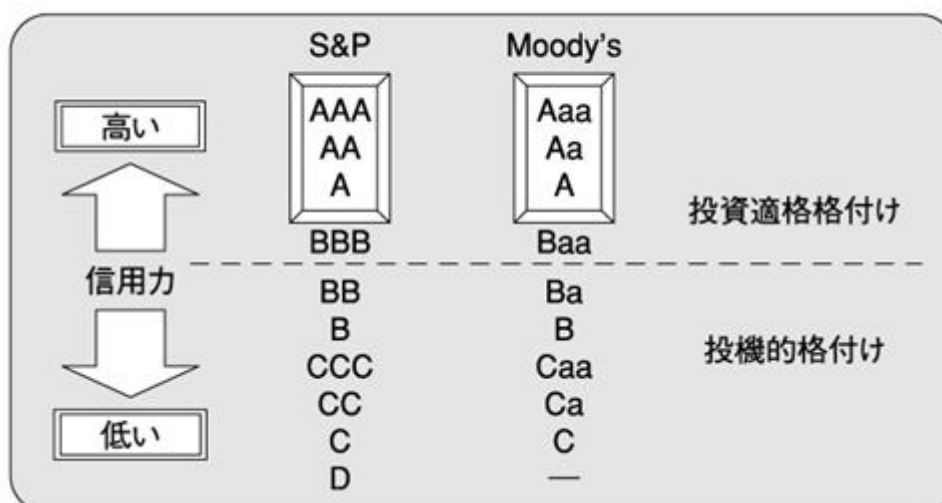 S&P Moody's
高い
AAA Aaa
AA Aa
A A
投資適格格付け
BBB Baa
信用力
BB Ba
B B
投機的格付け
CCC Caa
CC Ca
低い
C C
D —